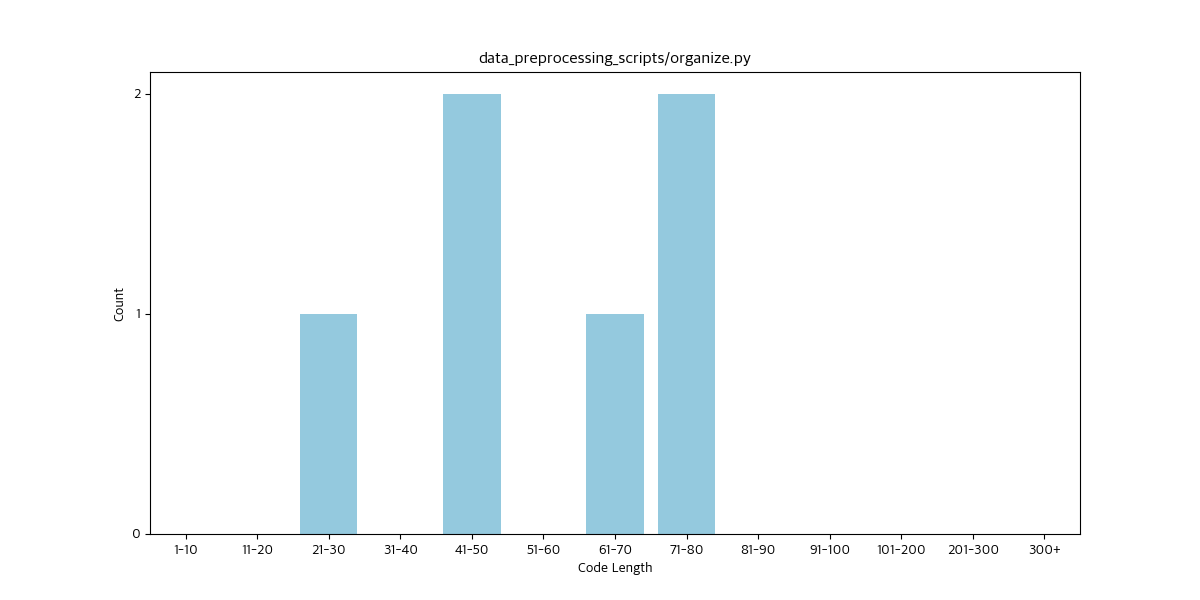 data_preprocessing_scripts/organize.py
2
1
0
Count
1-10 11-20 21-30 31-40 41-50 51-60 61-70 71-80 81-90 91-100 101-200 201-300 300+
Code Length